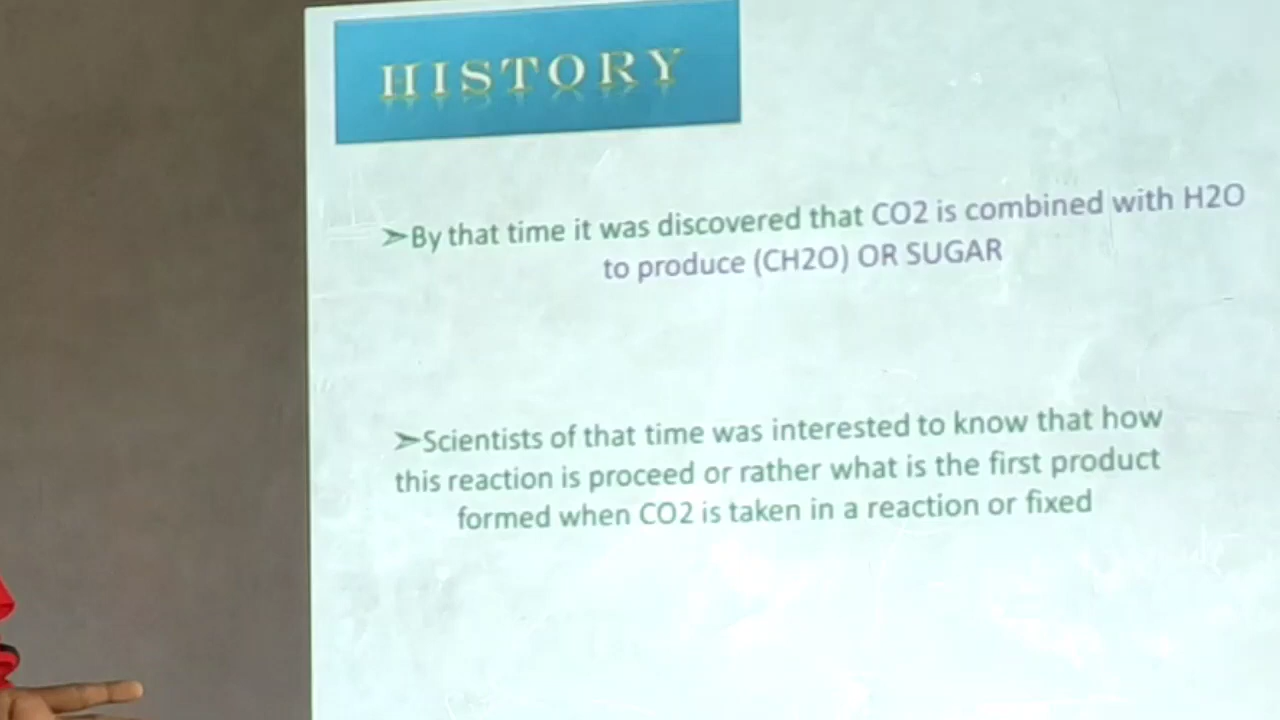 HISTORY
➢By that time it was discovered that CO2 is combined with H2O
to produce (CH2O) OR SUGAR
➢Scientists of that time was interested to know that how
this reaction is proceed or rather what is the first product
formed when CO2 is taken in a reaction or fixed